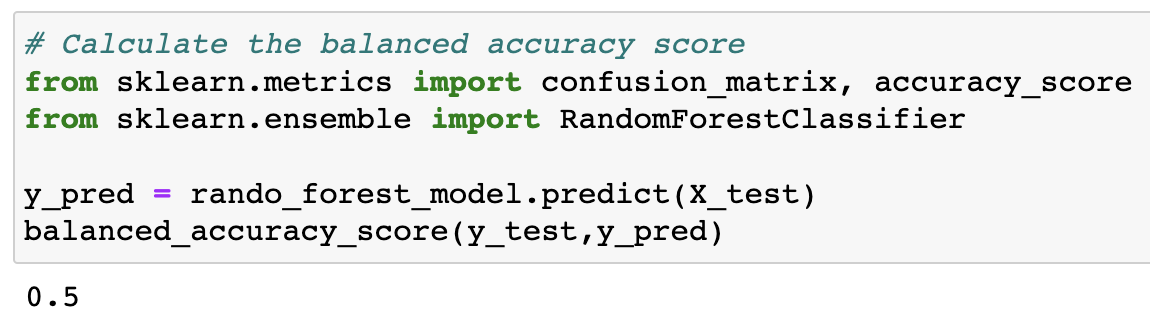 # Calculate the balanced accuracy score
from sklearn.metrics import confusion_matrix, accuracy_score
from sklearn.ensemble import RandomForestClassifier
y_pred = rando_forest_model.predict(X_test)
balanced_accuracy_score(y_test,y_pred)
0.5